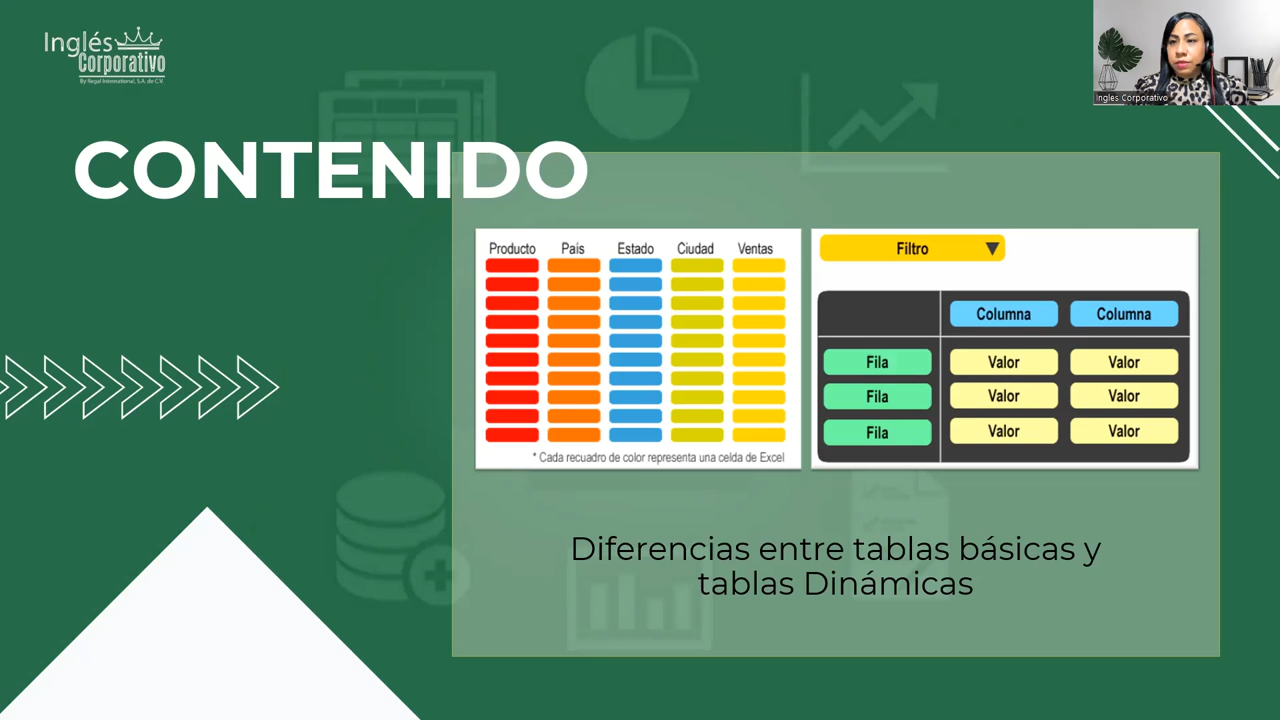 Inglés
Corporativo
By Regal International, S.A. de C.V.
Ingles Corporativo
CONTENIDO
Producto País Estado Ciudad Ventas
* Cada recuadro de color representa una celda de Excel
Filtro
Columna Columna
Fila Valor Valor
Fila Valor Valor
Fila Valor Valor
Diferencias entre tablas básicas y
tablas Dinámicas